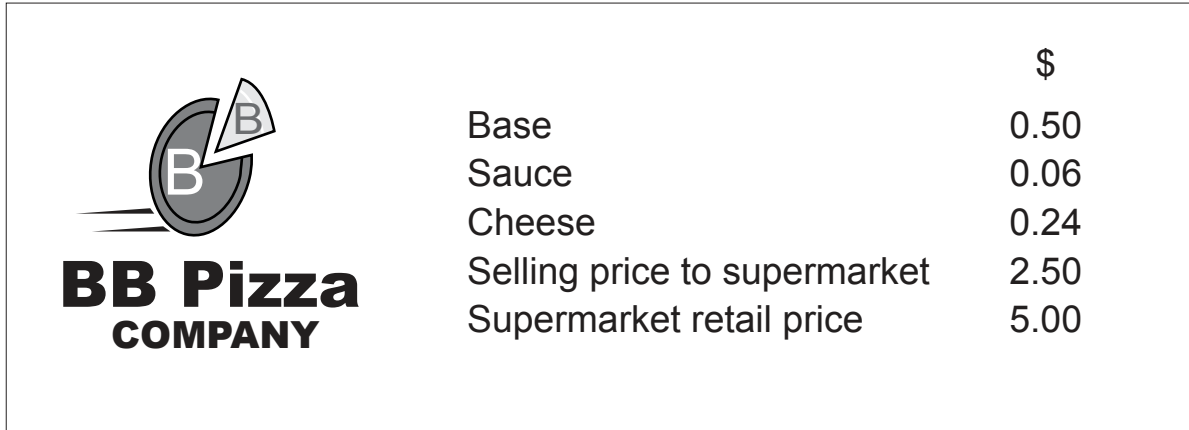 $
B
B
Base 0.50
Sauce 0.06
Cheese 0.24
Selling price to supermarket 2.50
Supermarket retail price 5.00
BB Pizza
COMPANY